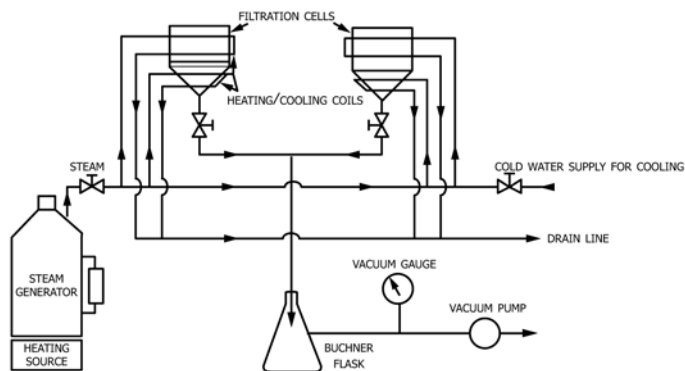 FILTRATION CELLS
HEATING/COOLING COILS
STEAM
COLD WATER SUPPLY FOR COOLING
DRAIN LINE
STEAM
GENERATOR
VACUUM GAUGE
VACUUM PUMP
BUCHNER
FLASK
HEATING
SOURCE